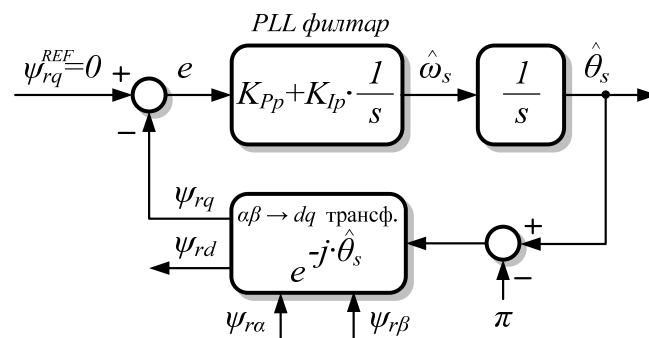 PLL филтар
ψ_rq^REF=0
+
e
K_Pp+K_Ip·1/s
ω̂_s
1/s
θ̂_s
−
ψ_rq
αβ → dq трансф.
+
ψ_rd
e^-j·θ̂_s
−
ψ_rα
ψ_rβ
π